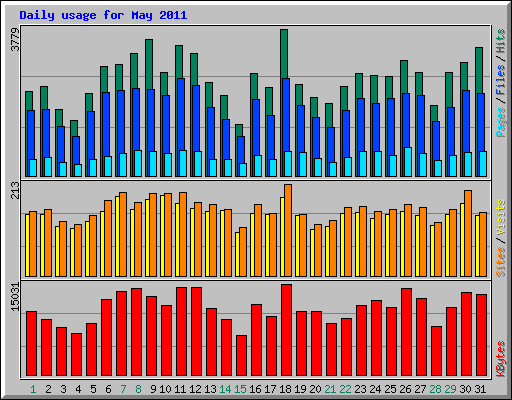 Daily usage for May 2011
3779
Pages / Files / Hits
213
Sites / Visits
15031
KBytes
1 2 3 4 5 6 7 8 9 10 11 12 13 14 15 16 17 18 19 20 21 22 23 24 25 26 27 28 29 30 31